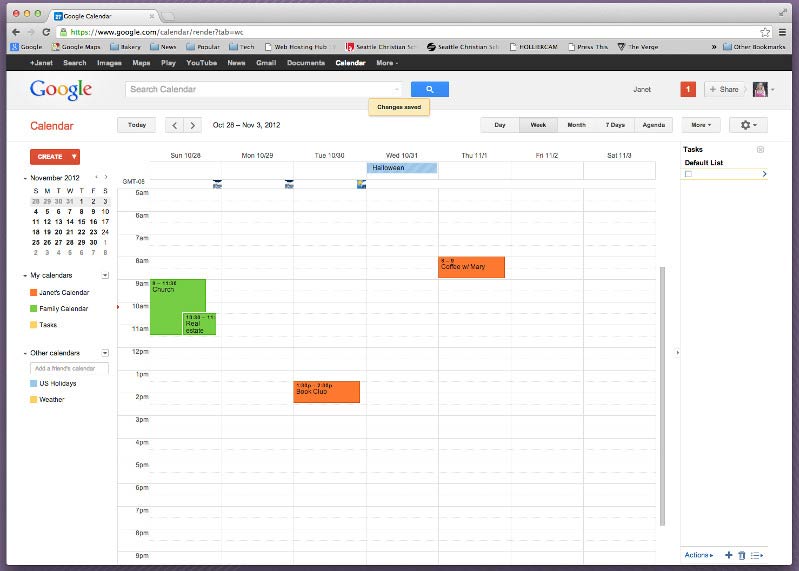 Google Calendar
https://www.google.com/calendar/render?tab=wc
Google Google Maps Bakery News Popular Tech Web Hosting Hub Seattle Christian Sch Seattle Christian Sch HOLLIERCAM Press This The Verge » Other Bookmarks
+Janet Search Images Maps Play YouTube News Gmail Documents Calendar More
Google
Search Calendar
Janet 1 + Share
Changes saved
Calendar Today Oct 28 – Nov 3, 2012 Day Week Month 7 Days Agenda More
CREATE
November 2012
S M T W T F S
28 29 30 31 1 2 3
4 5 6 7 8 9 10
11 12 13 14 15 16 17
18 19 20 21 22 23 24
25 26 27 28 29 30 1
2 3 4 5 6 7 8
My calendars
Janet's Calendar
Family Calendar
Tasks
Other calendars
Add a friend's calendar
US Holidays
Weather
Sun 10/28 Mon 10/29 Tue 10/30 Wed 10/31 Thu 11/1 Fri 11/2 Sat 11/3
Halloween
GMT-08
5am
6am
7am
8am
8 – 9
Coffee w/ Mary
9am
9 – 11:30
Church
10am
10:30 – 11:
Real
estate
11am
12pm
1pm
1:30p – 2:30p
Book Club
2pm
3pm
4pm
5pm
6pm
7pm
8pm
9pm
Tasks
Default List
Actions